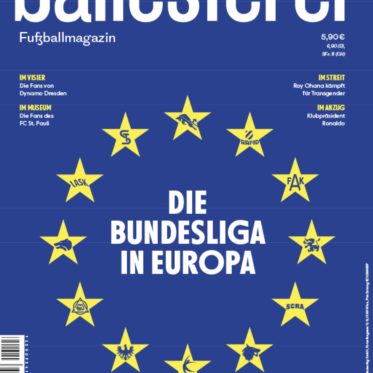 ballesterer
Fußballmagazin
5,90 €
6,90 (D),
SFr. 8 (CH)
IM VISIER
Die Fans von
Dynamo Dresden
IM MUSEUM
Die Fans des
FC St. Pauli
IM STREIT
Roy Ohana kämpft
für Transgender
IM ANZUG
Klubpräsident
Ronaldo
LASK
FAK
SCRA
DIE
BUNDESLIGA
IN EUROPA